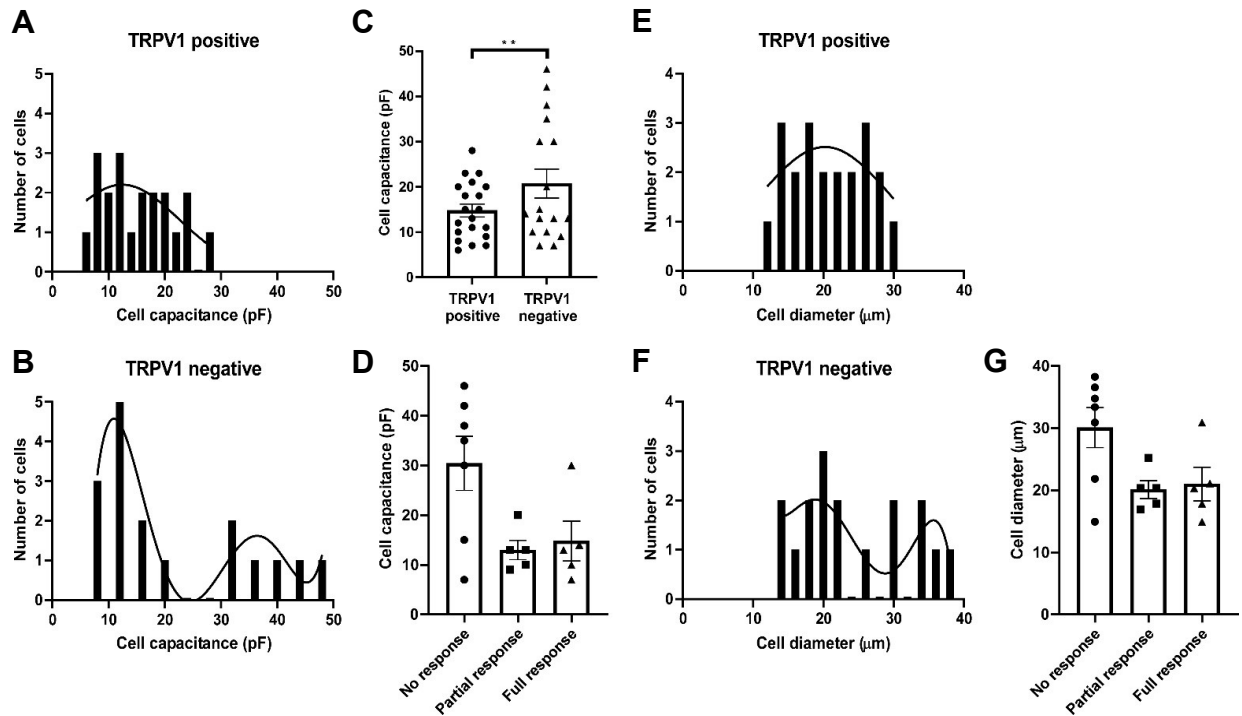 A
TRPV1 positive
Number of cells
5
4
3
2
1
0
0 10 20 30 40 50
Cell capacitance (pF)
B
TRPV1 negative
Number of cells
5
4
3
2
1
0
0 10 20 30 40 50
Cell capacitance (pF)
C
**
Cell capacitance (pF)
50
40
30
20
10
0
TRPV1 TRPV1
positive negative
D
Cell capacitance (pF)
50
40
30
20
10
0
No response
Partial response
Full response
E
TRPV1 positive
Number of cells
4
3
2
1
0
0 10 20 30 40
Cell diameter (μm)
F
TRPV1 negative
Number of cells
4
3
2
1
0
0 10 20 30 40
Cell diameter (μm)
G
Cell diameter (μm)
40
30
20
10
0
No response
Partial response
Full response